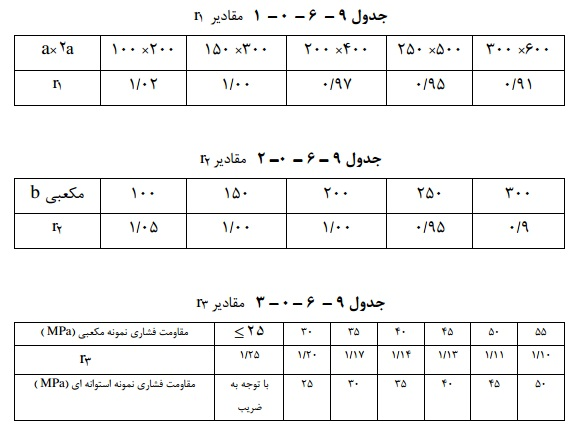 جدول ۹ – ۶ – ۰ – ۱ مقادیر r۱
a×۲a ۱۰۰×۲۰۰ ۱۵۰×۳۰۰ ۲۰۰×۴۰۰ ۲۵۰×۵۰۰ ۳۰۰×۶۰۰
r۱ ۱/۰۲ ۱/۰۰ ۰/۹۷ ۰/۹۵ ۰/۹۱
جدول ۹ – ۶ – ۰ – ۲ مقادیر r۲
مکعبی b ۱۰۰ ۱۵۰ ۲۰۰ ۲۵۰ ۳۰۰
r۲ ۱/۰۵ ۱/۰۰ ۱/۰۰ ۰/۹۵ ۰/۹
جدول ۹ – ۶ – ۰ – ۳ مقادیر r۳
مقاومت فشاری نمونه مکعبی (MPa) ≤۲۵ ۳۰ ۳۵ ۴۰ ۴۵ ۵۰ ۵۵
r۳ ۱/۲۵ ۱/۲۰ ۱/۱۷ ۱/۱۴ ۱/۱۳ ۱/۱۱ ۱/۱۰
مقاومت فشاری نمونه استوانه ای (MPa) با توجه به ۲۵ ۳۰ ۳۵ ۴۰ ۴۵ ۵۰
ضریب